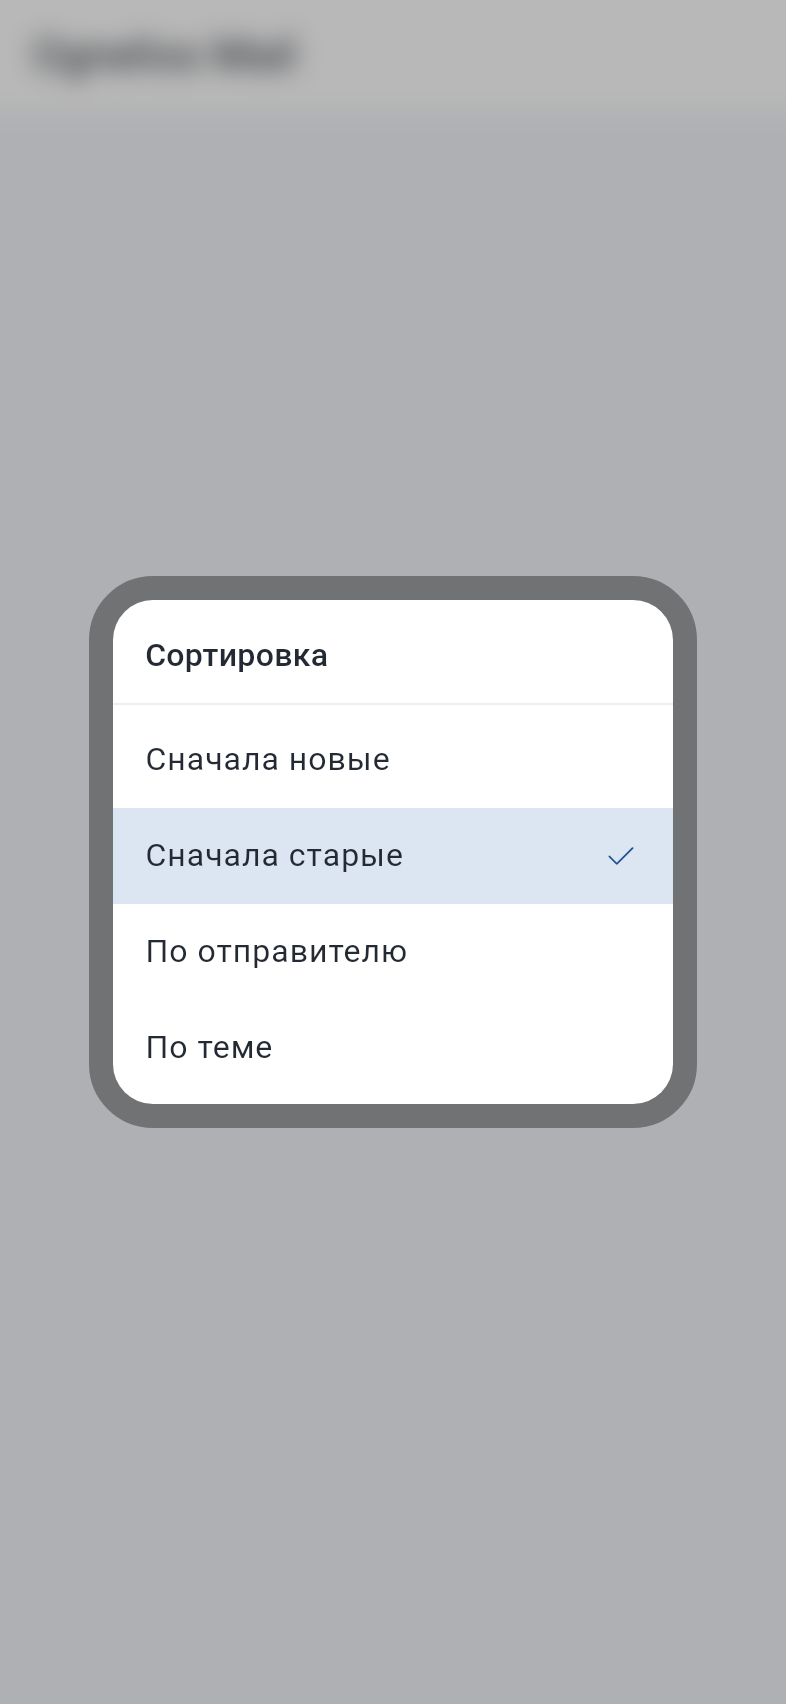 Сортировка
Сначала новые
Сначала старые
По отправителю
По теме